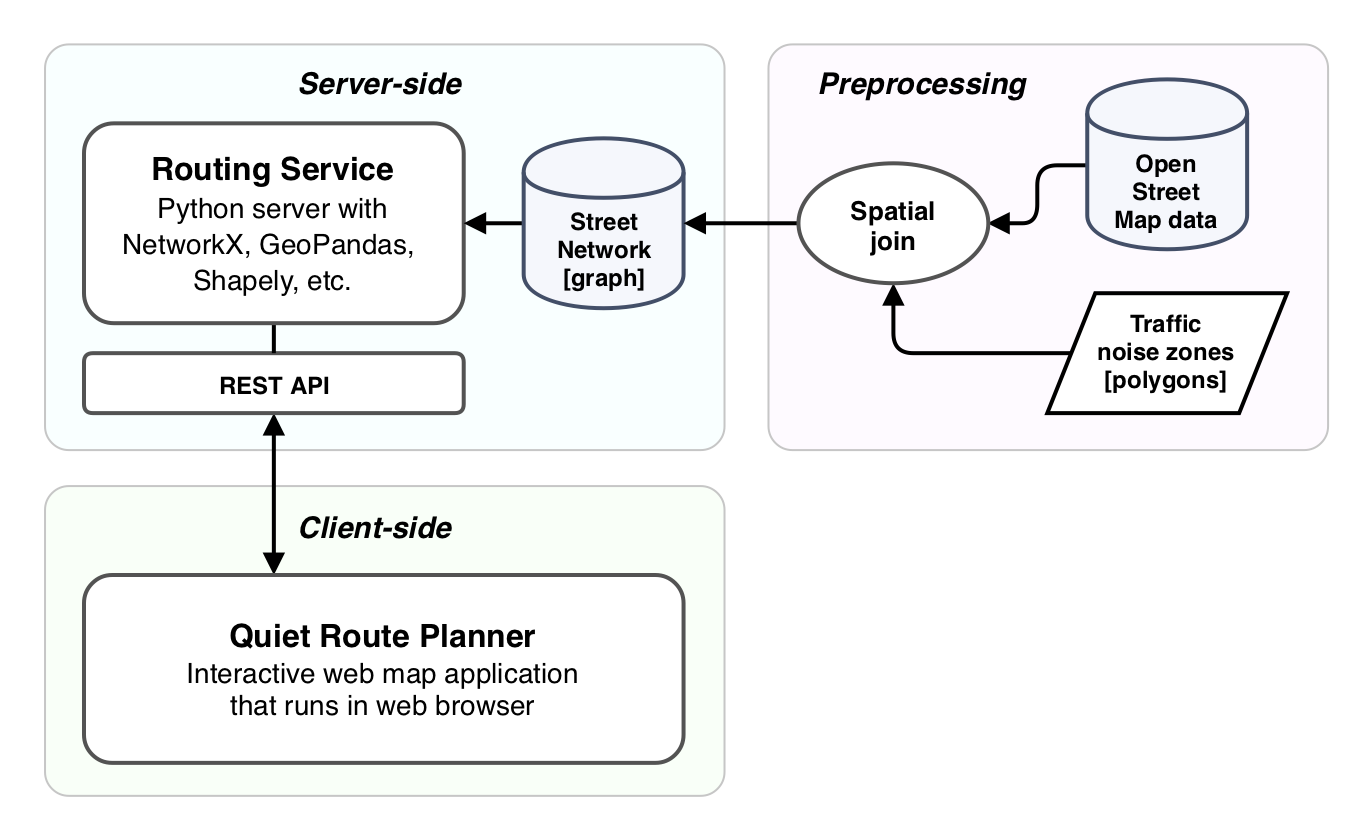 Server-side
Routing Service
Python server with
NetworkX, GeoPandas,
Shapely, etc.
Street
Network
[graph]
REST API
Preprocessing
Spatial
join
Open
Street
Map data
Traffic
noise zones
[polygons]
Client-side
Quiet Route Planner
Interactive web map application
that runs in web browser